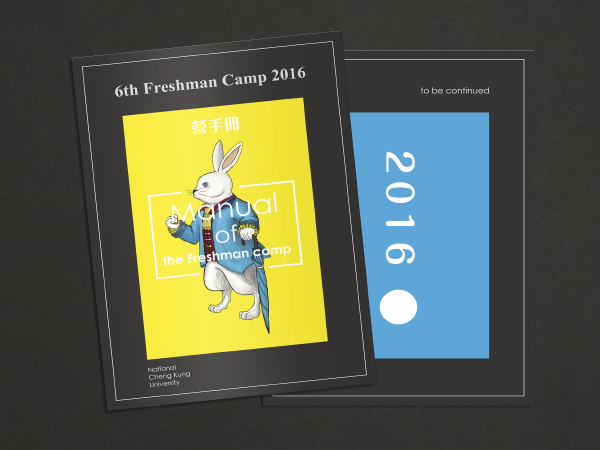 6th Freshman Camp 2016
營手冊
Manual
of
the Freshman camp
National
Cheng Kung
University
to be continued
2016